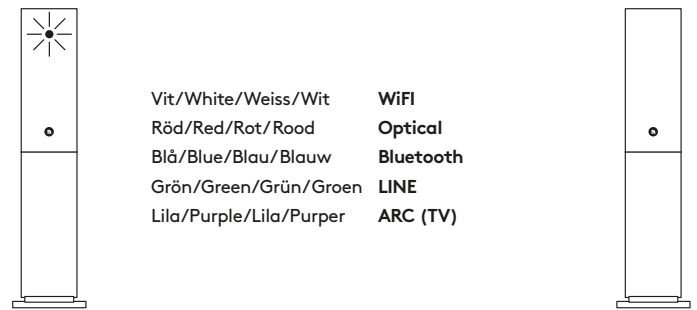 Vit/White/Weiss/Wit WiFI
Röd/Red/Rot/Rood Optical
Blå/Blue/Blau/Blauw Bluetooth
Grön/Green/Grün/Groen LINE
Lila/Purple/Lila/Purper ARC (TV)